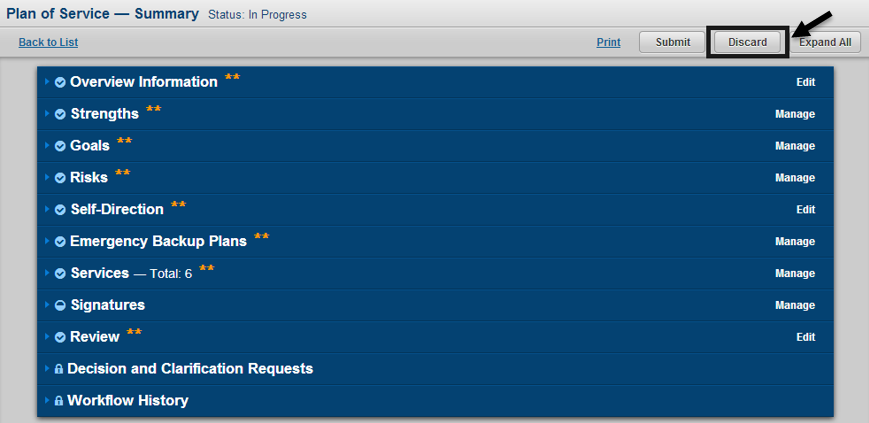 Plan of Service — Summary Status: In Progress
Back to List Print Submit Discard Expand All
Overview Information ** Edit
Strengths ** Manage
Goals ** Manage
Risks ** Manage
Self-Direction ** Edit
Emergency Backup Plans ** Manage
Services — Total: 6 ** Manage
Signatures Manage
Review ** Edit
Decision and Clarification Requests
Workflow History